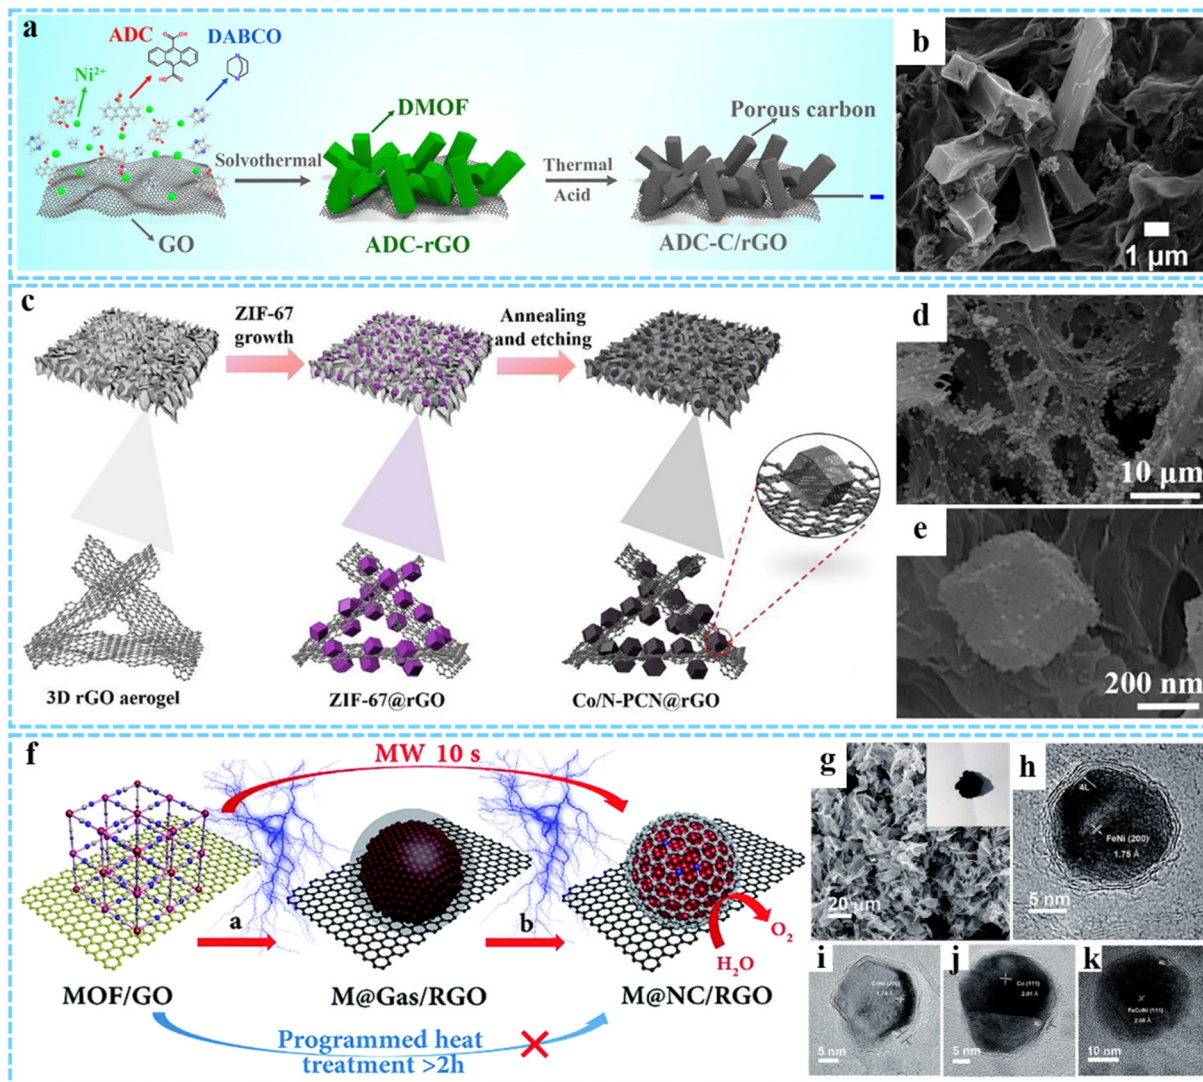 a
ADC
DABCO
Ni²⁺
DMOF
Porous carbon
Solvothermal
Thermal
Acid
GO
ADC-rGO
ADC-C/rGO
b
1 µm
c
ZIF-67
growth
Annealing
and etching
3D rGO aerogel
ZIF-67@rGO
Co/N-PCN@rGO
d
10 µm
e
200 nm
f
MW 10 s
a
b
O₂
H₂O
MOF/GO
M@Gas/RGO
M@NC/RGO
Programmed heat
treatment >2h
g
20 µm
h
4L
FeNi (200)
1.75 Å
5 nm
i
5 nm
j
Co (111)
2.01 Å
5 nm
k
FeCoNi (111)
2.08 Å
10 nm